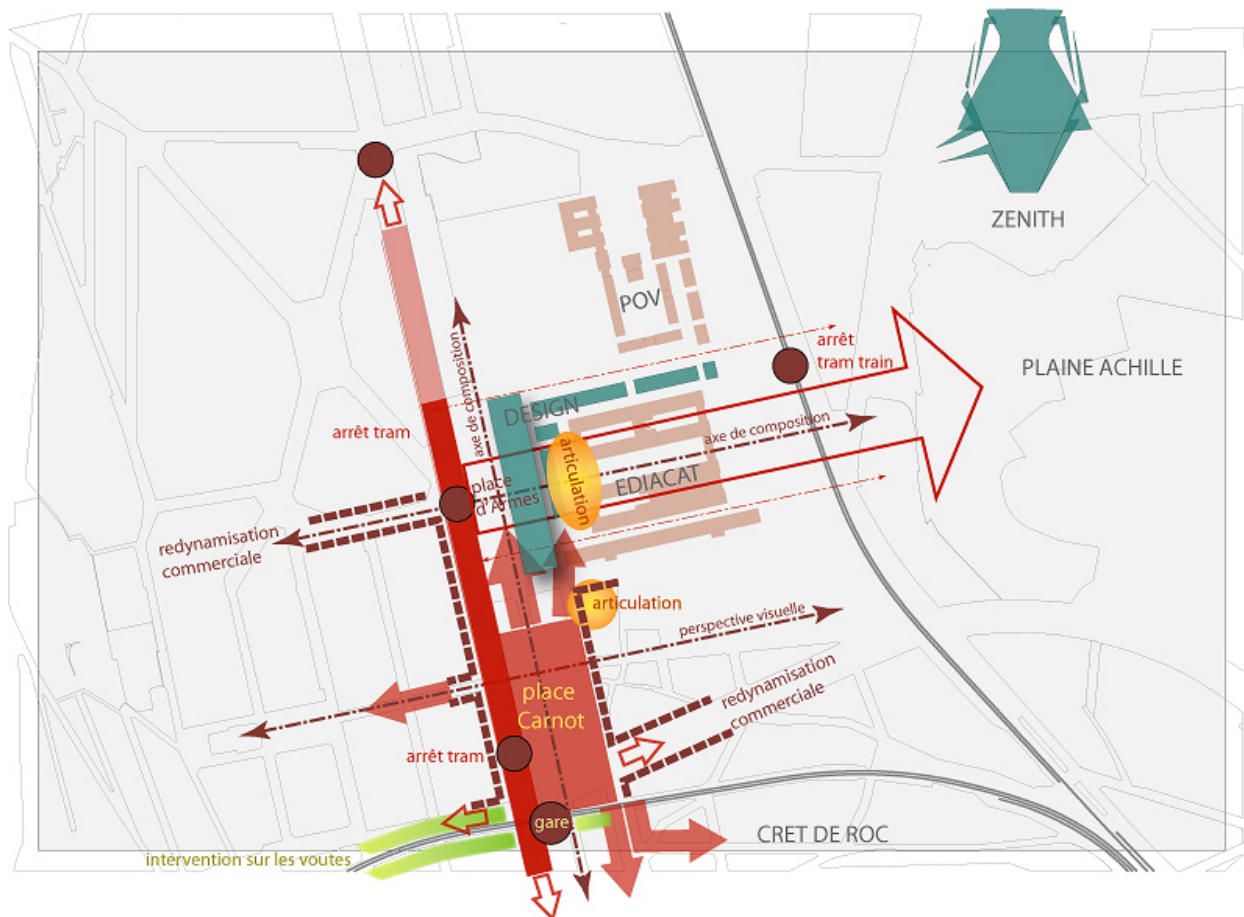 ZENITH
POV
arrêt
tram train
PLAINE ACHILLE
axe de composition
DESIGN
arrêt tram
axe de composition
articulation
EDIACAT
place
d'Armes
redynamisation
commerciale
articulation
perspective visuelle
place
Carnot
redynamisation
commerciale
arrêt tram
gare
CRET DE ROC
intervention sur les voutes